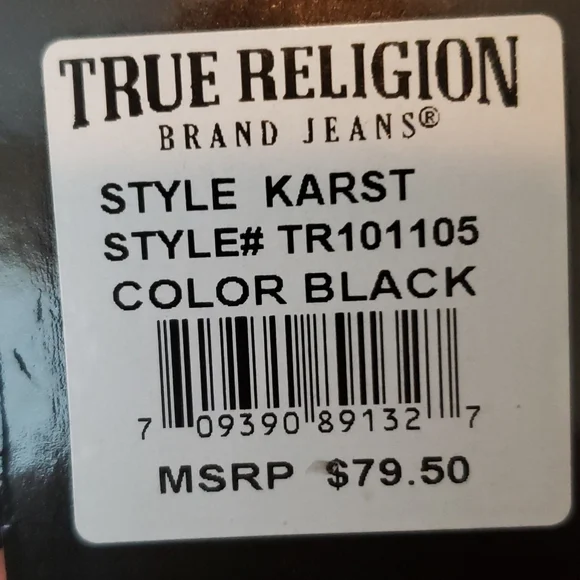 TRUE RELIGION
BRAND JEANS®
STYLE KARST
STYLE# TR101105
COLOR BLACK
7 09390 89132 7
MSRP $79.50